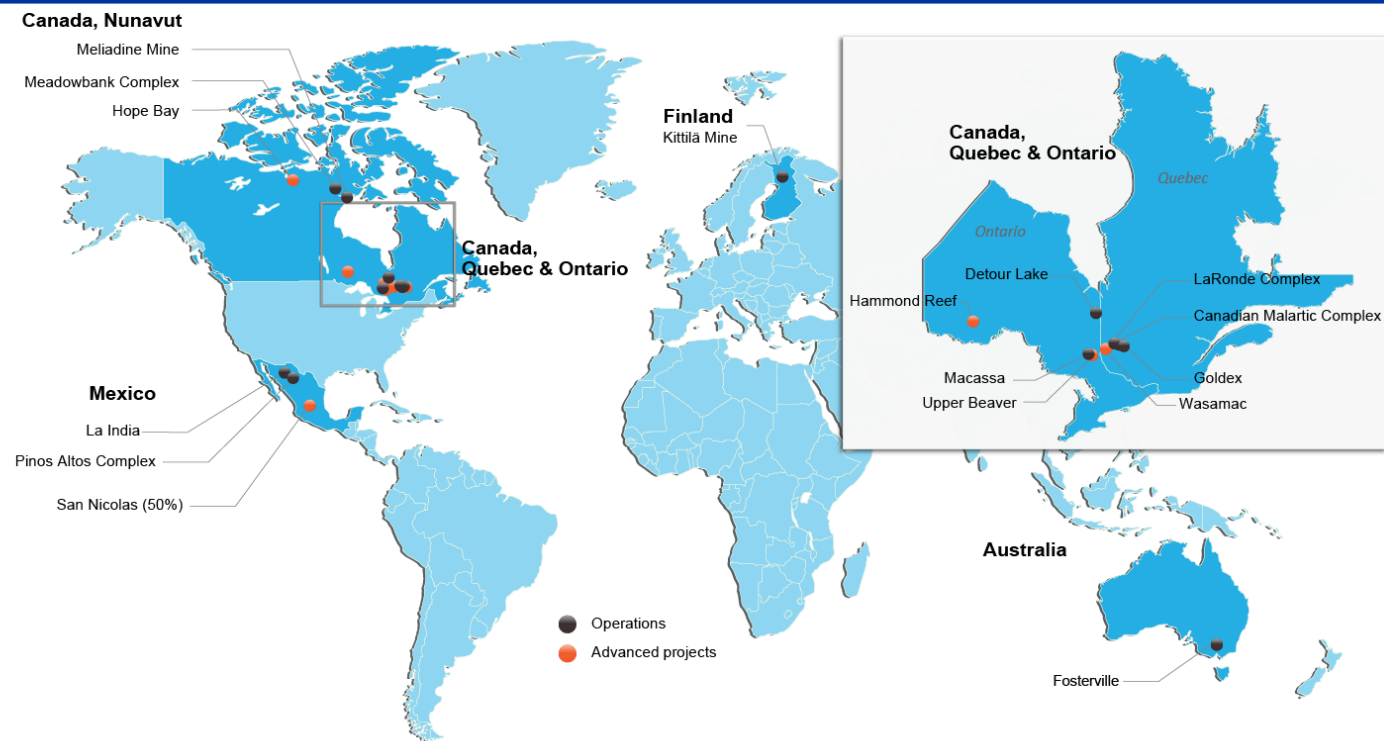 Canada, Nunavut
Meliadine Mine
Meadowbank Complex
Hope Bay
Finland
Kittilä Mine
Canada,
Quebec & Ontario
Mexico
La India
Pinos Altos Complex
San Nicolas (50%)
Operations
Advanced projects
Canada,
Quebec & Ontario
Quebec
Ontario
Detour Lake
LaRonde Complex
Hammond Reef
Canadian Malartic Complex
Macassa
Goldex
Upper Beaver
Wasamac
Australia
Fosterville